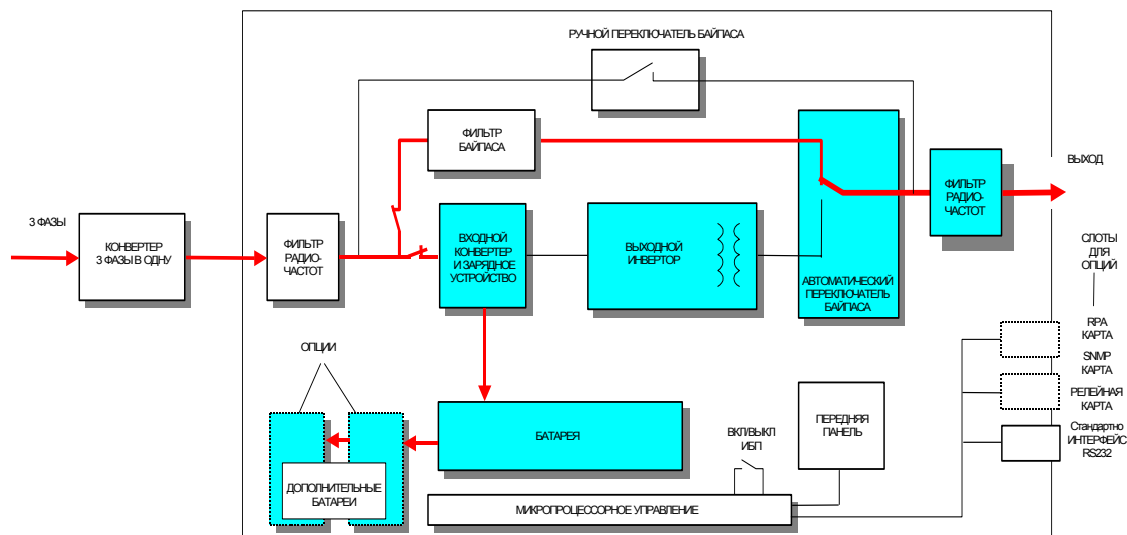 РУЧНОЙ ПЕРЕКЛЮЧАТЕЛЬ БАЙПАСА
ФИЛЬТР
БАЙПАСА
ВЫХОД
ФИЛЬТР
РАДИО-
ЧАСТОТ
3 ФАЗЫ
КОНВЕРТЕР
3 ФАЗЫ В ОДНУ
ФИЛЬТР
РАДИО-
ЧАСТОТ
ВХОДНОЙ
КОНВЕРТЕР
И ЗАРЯДНОЕ
УСТРОЙСТВО
ВЫХОДНОЙ
ИНВЕРТОР
АВТОМАТИЧЕСКИЙ
ПЕРЕКЛЮЧАТЕЛЬ
БАЙПАСА
СЛОТЫ
ДЛЯ
ОПЦИЙ
RPA
КАРТА
SNMP
КАРТА
РЕЛЕЙНАЯ
КАРТА
Стандартно
ИНТЕРФЕЙС
RS232
ОПЦИИ
БАТАРЕЯ
ВКЛ/ВЫКЛ
ИБП
ПЕРЕДНЯЯ
ПАНЕЛЬ
ДОПОЛНИТЕЛЬНЫЕ
БАТАРЕИ
МИКРОПРОЦЕССОРНОЕ УПРАВЛЕНИЕ